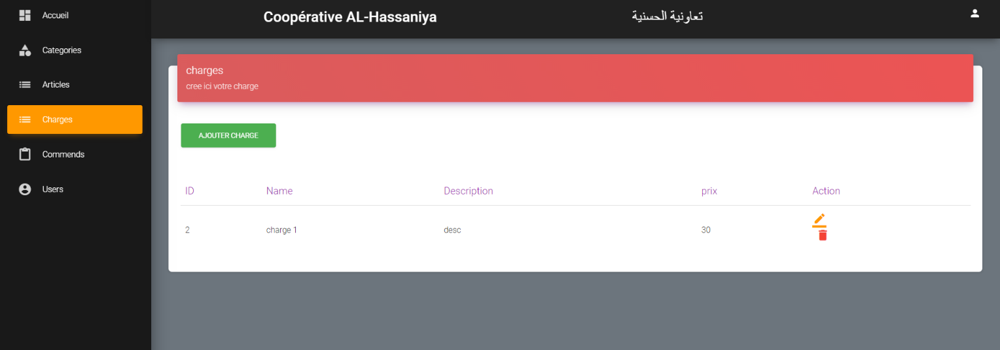 Accueil
Categories
Articles
Charges
Commends
Users
Coopérative AL-Hassaniya
تعاونية الحسنية
charges
cree ici votre charge
AJOUTER CHARGE
ID Name Description prix Action
2 charge 1 desc 30